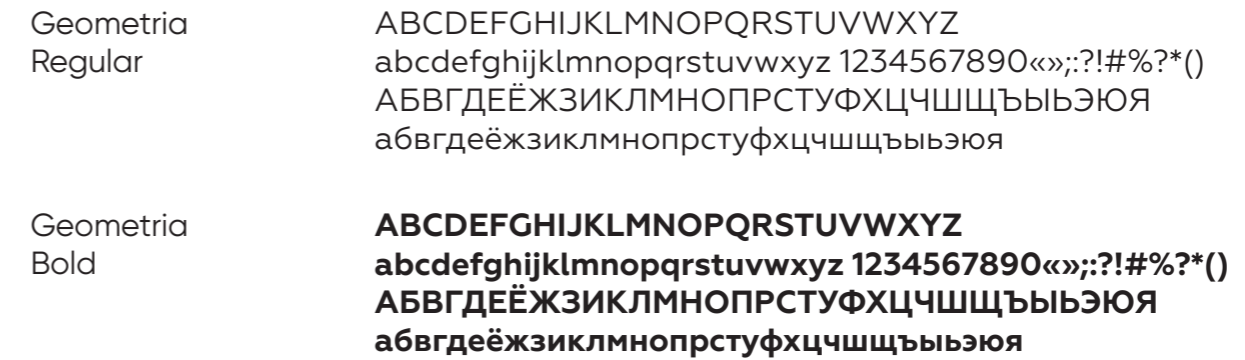 Geometria
Regular
ABCDEFGHIJKLMNOPQRSTUVWXYZ
abcdefghijklmnopqrstuvwxyz 1234567890«»;:?!#%?*()
АБВГДЕЁЖЗИКЛМНОПРСТУФХЦЧШЩЪЫЬЭЮЯ
абвгдеёжзиклмнопрстуфхцчшщъыьэюя
Geometria
Bold
ABCDEFGHIJKLMNOPQRSTUVWXYZ
abcdefghijklmnopqrstuvwxyz 1234567890«»;:?!#%?*()
АБВГДЕЁЖЗИКЛМНОПРСТУФХЦЧШЩЪЫЬЭЮЯ
абвгдеёжзиклмнопрстуфхцчшщъыьэюя